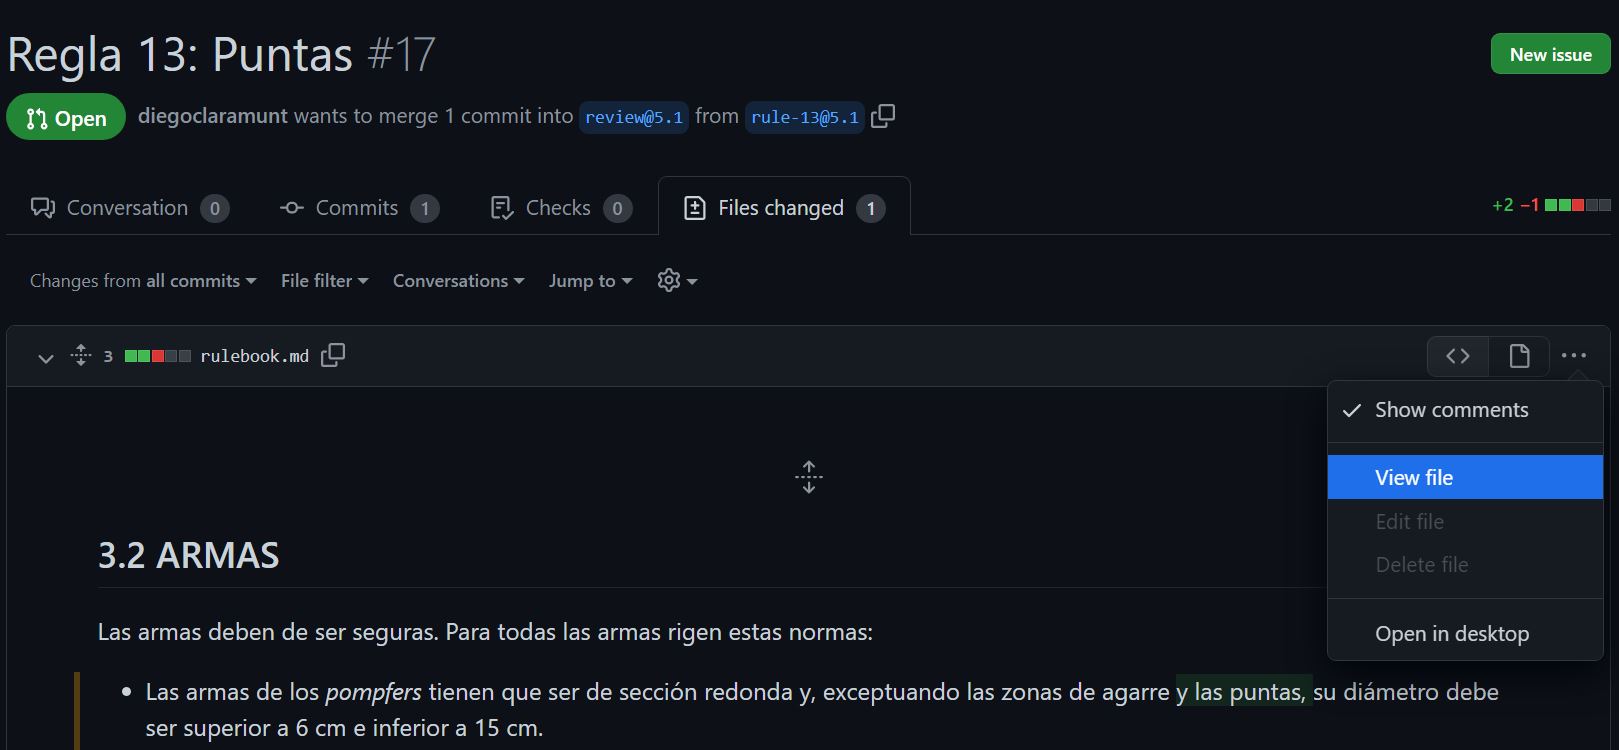 Regla 13: Puntas #17
New issue
Open diegoclaramunt wants to merge 1 commit into review@5.1 from rule-13@5.1
Conversation 0 Commits 1 Checks 0 Files changed 1 +2 −1
Changes from all commits File filter Conversations Jump to
3 rulebook.md
Show comments
View file
Edit file
Delete file
Open in desktop
3.2 ARMAS
Las armas deben de ser seguras. Para todas las armas rigen estas normas:
• Las armas de los pompfers tienen que ser de sección redonda y, exceptuando las zonas de agarre y las puntas, su diámetro debe
ser superior a 6 cm e inferior a 15 cm.